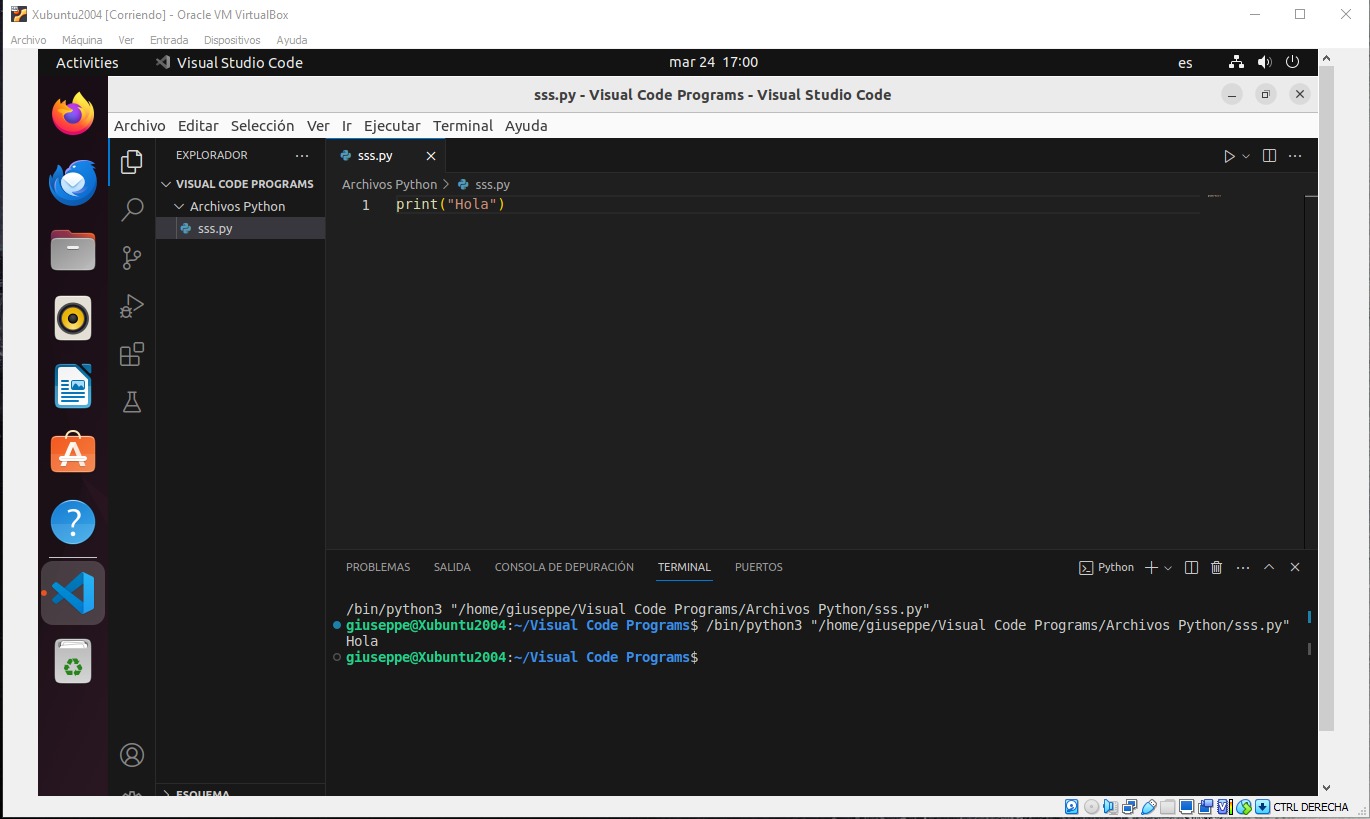 Xubuntu2004 [Corriendo] - Oracle VM VirtualBox
Archivo Máquina Ver Entrada Dispositivos Ayuda
Activities Visual Studio Code mar 24 17:00 es
sss.py - Visual Code Programs - Visual Studio Code
Archivo Editar Selección Ver Ir Ejecutar Terminal Ayuda
EXPLORADOR
VISUAL CODE PROGRAMS
Archivos Python
sss.py
sss.py
Archivos Python > sss.py
1 print("Hola")
PROBLEMAS SALIDA CONSOLA DE DEPURACIÓN TERMINAL PUERTOS Python
/bin/python3 "/home/giuseppe/Visual Code Programs/Archivos Python/sss.py"
giuseppe@Xubuntu2004:~/Visual Code Programs$ /bin/python3 "/home/giuseppe/Visual Code Programs/Archivos Python/sss.py"
Hola
giuseppe@Xubuntu2004:~/Visual Code Programs$
ESQUEMA
CTRL DERECHA